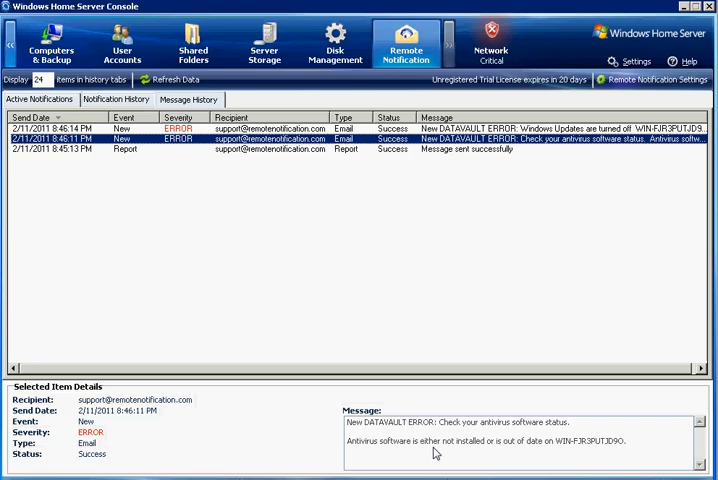 Windows Home Server Console
Computers & Backup
User Accounts
Shared Folders
Server Storage
Disk Management
Remote Notification
Network Critical
Windows Home Server
Settings
Help
Display 24 items in history tabs
Refresh Data
Unregistered Trial License expires in 20 days
Remote Notification Settings
Active Notifications
Notification History
Message History
Send Date Event Severity Recipient Type Status Message
2/11/2011 8:46:14 PM New ERROR support@remotenotification.com Email Success New DATAVAULT ERROR: Windows Updates are turned off WIN-FJR3PUTJD9...
2/11/2011 8:46:11 PM New ERROR support@remotenotification.com Email Success New DATAVAULT ERROR: Check your antivirus software status. Antivirus softw...
2/11/2011 8:45:13 PM Report support@remotenotification.com Report Success Message sent successfully
Selected Item Details
Recipient: support@remotenotification.com
Send Date: 2/11/2011 8:46:11 PM
Event: New
Severity: ERROR
Type: Email
Status: Success
Message:
New DATAVAULT ERROR: Check your antivirus software status.
Antivirus software is either not installed or is out of date on WIN-FJR3PUTJD9O.